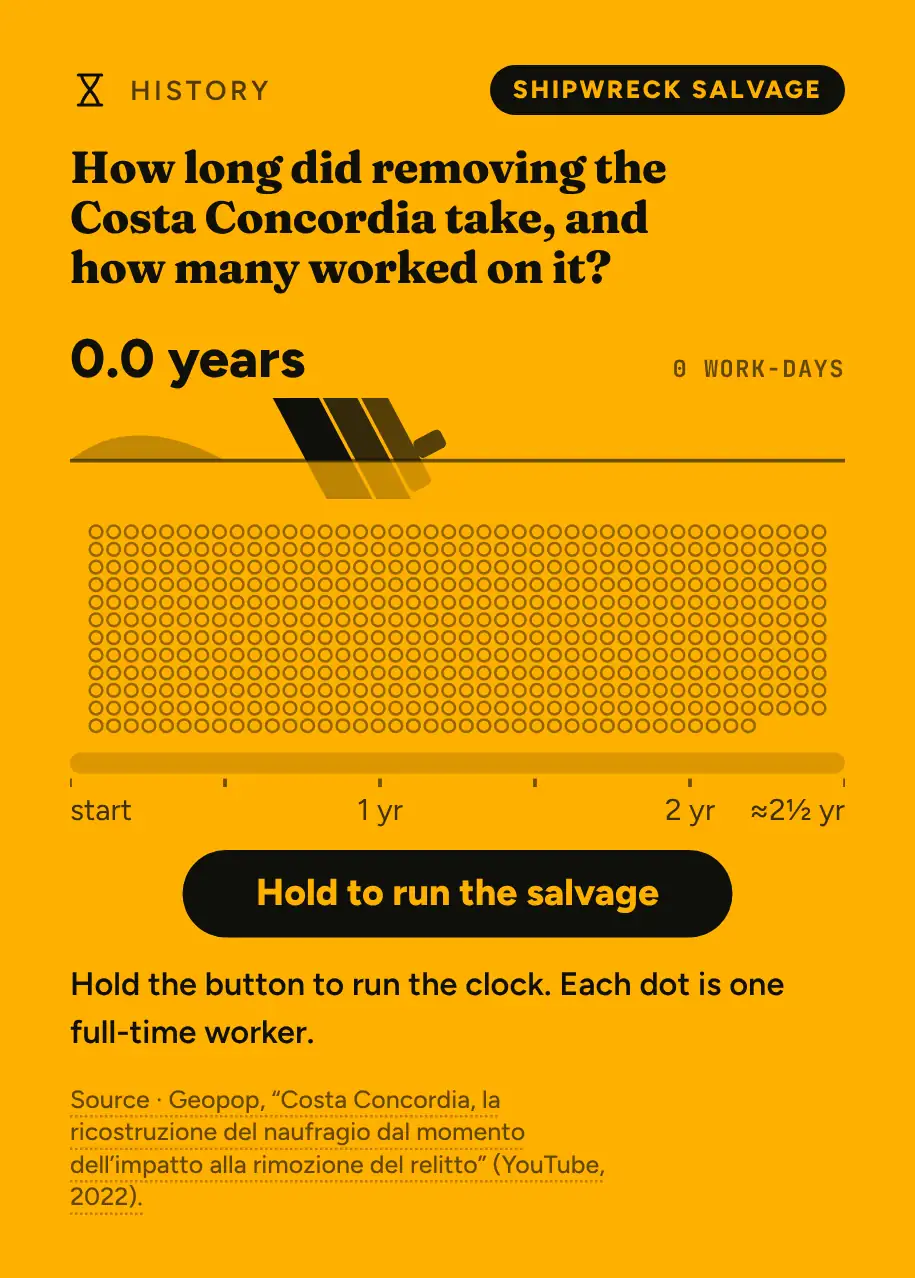 HISTORY
SHIPWRECK SALVAGE
How long did removing the
Costa Concordia take, and
how many worked on it?
0.0 years
0 WORK-DAYS
start
1 yr
2 yr
≈2½ yr
Hold to run the salvage
Hold the button to run the clock. Each dot is one
full-time worker.
Source · Geopop, “Costa Concordia, la
ricostruzione del naufragio dal momento
dell’impatto alla rimozione del relitto” (YouTube,
2022).